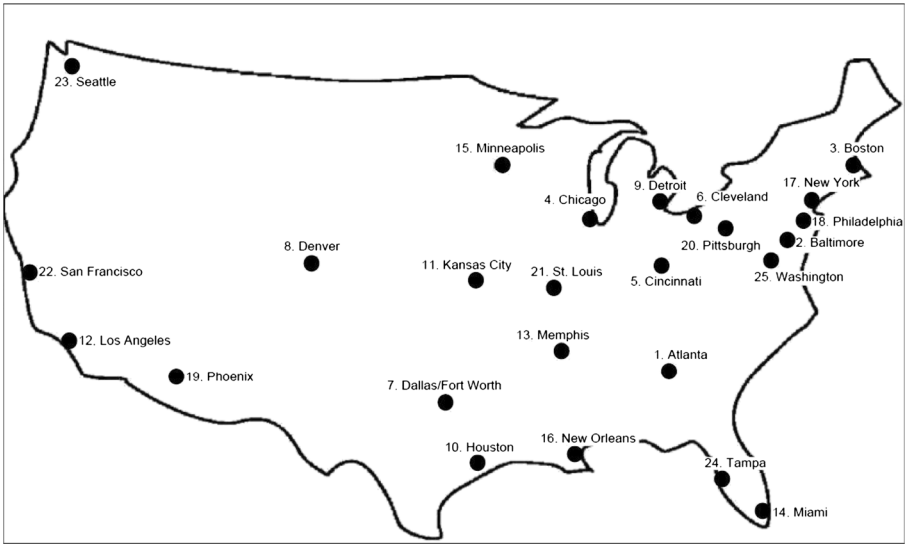 23. Seattle
15. Minneapolis
3. Boston
17. New York
9. Detroit
6. Cleveland
4. Chicago
18. Philadelphia
20. Pittsburgh
2. Baltimore
8. Denver
22. San Francisco
11. Kansas City
21. St. Louis
5. Cincinnati
25. Washington
13. Memphis
12. Los Angeles
1. Atlanta
19. Phoenix
7. Dallas/Fort Worth
16. New Orleans
10. Houston
24. Tampa
14. Miami